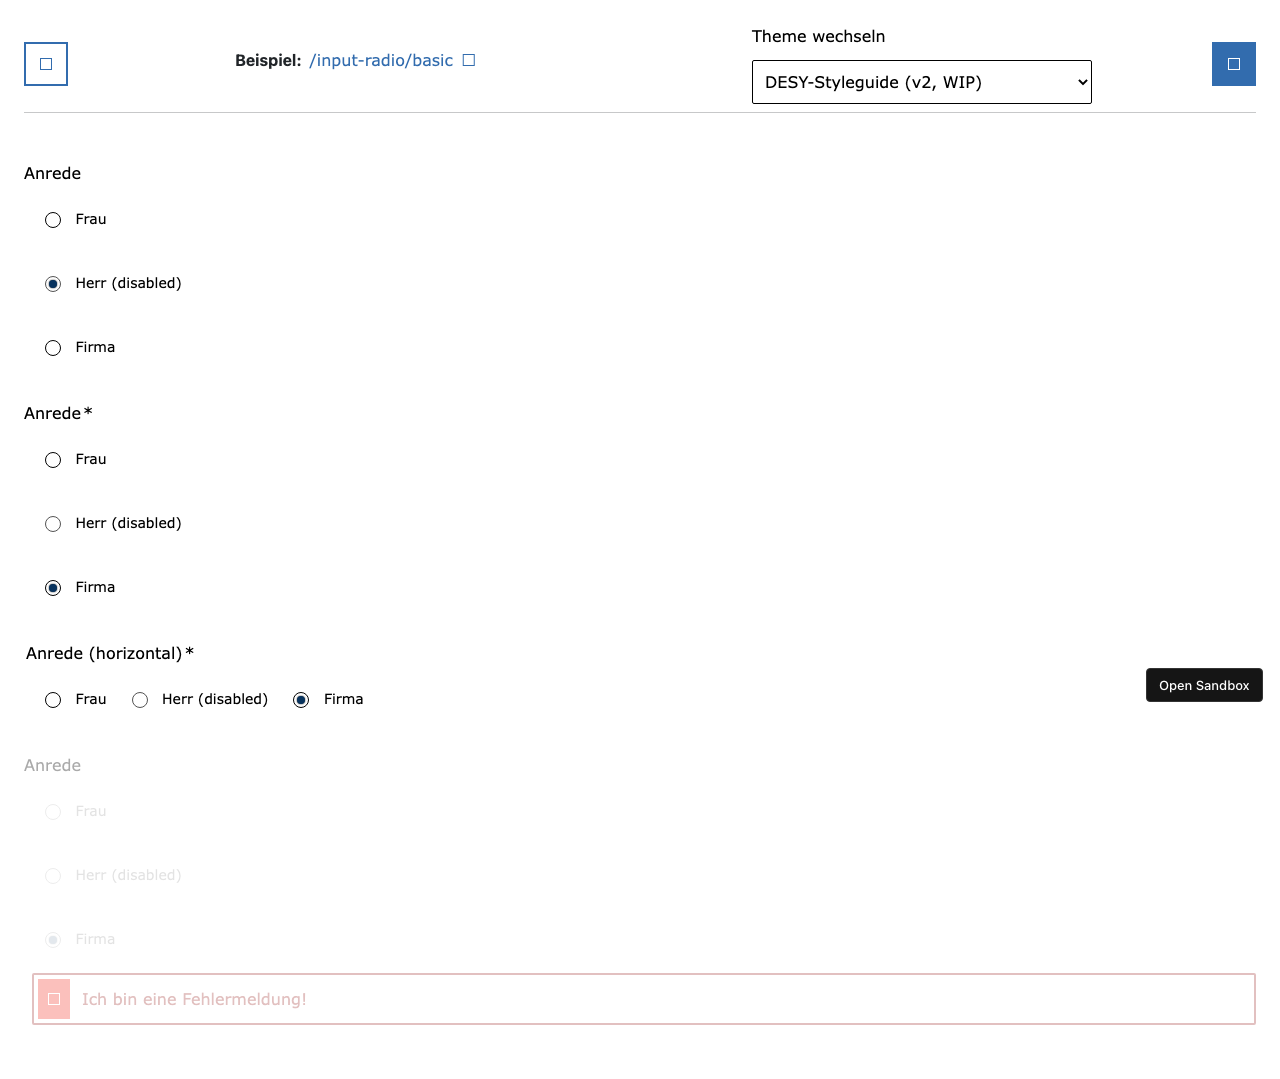 Beispiel: /input-radio/basic
Theme wechseln
DESY-Styleguide (v2, WIP)
Anrede
Frau
Herr (disabled)
Firma
Anrede*
Frau
Herr (disabled)
Firma
Anrede (horizontal)*
Frau Herr (disabled) Firma
Open Sandbox
Anrede
Frau
Herr (disabled)
Firma
Ich bin eine Fehlermeldung!